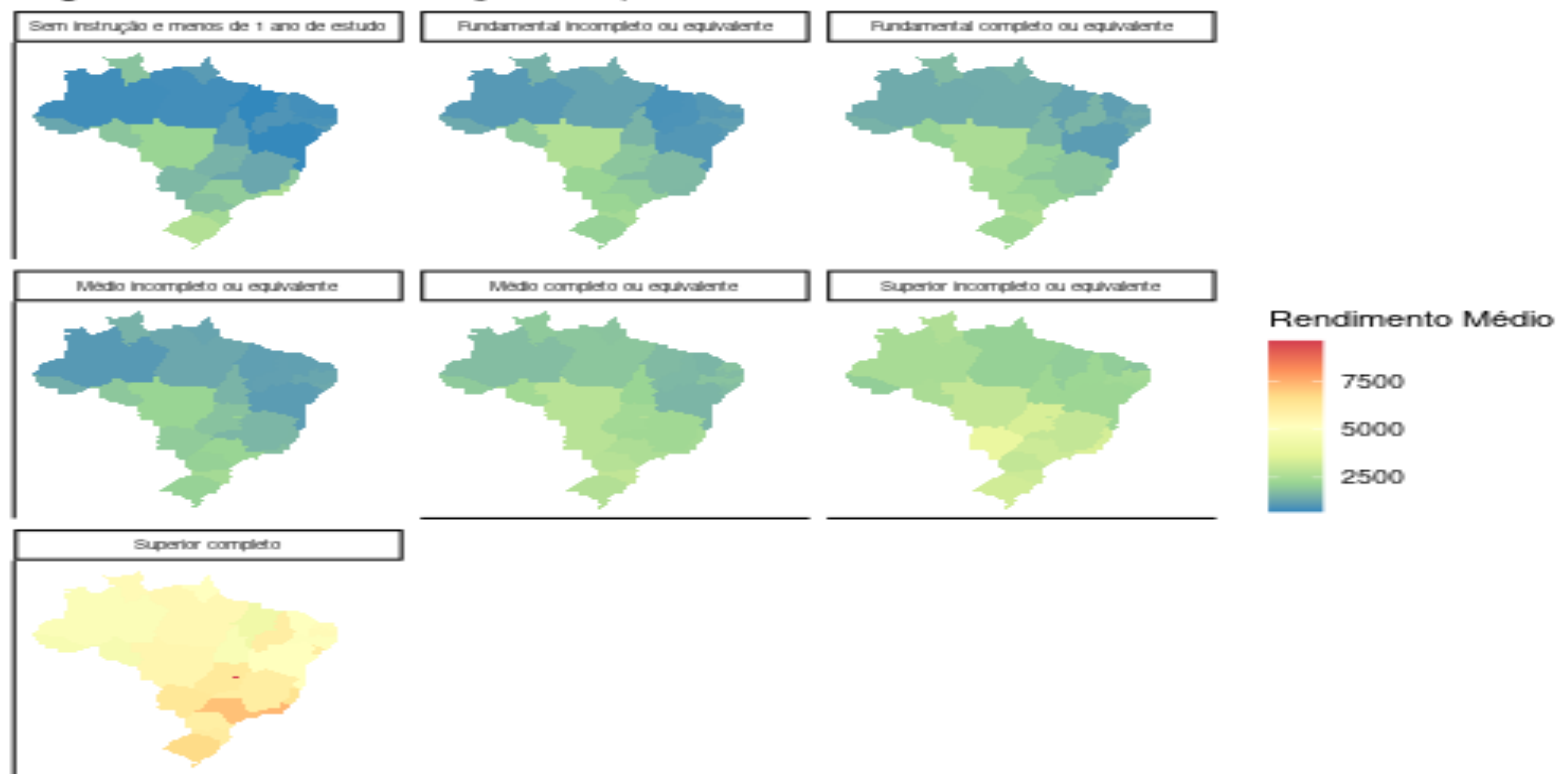 Sem instrução e menos de 1 ano de estudo
Fundamental incompleto ou equivalente
Fundamental completo ou equivalente
Médio incompleto ou equivalente
Médio completo ou equivalente
Superior incompleto ou equivalente
Rendimento Médio
7500
5000
2500
Superior completo